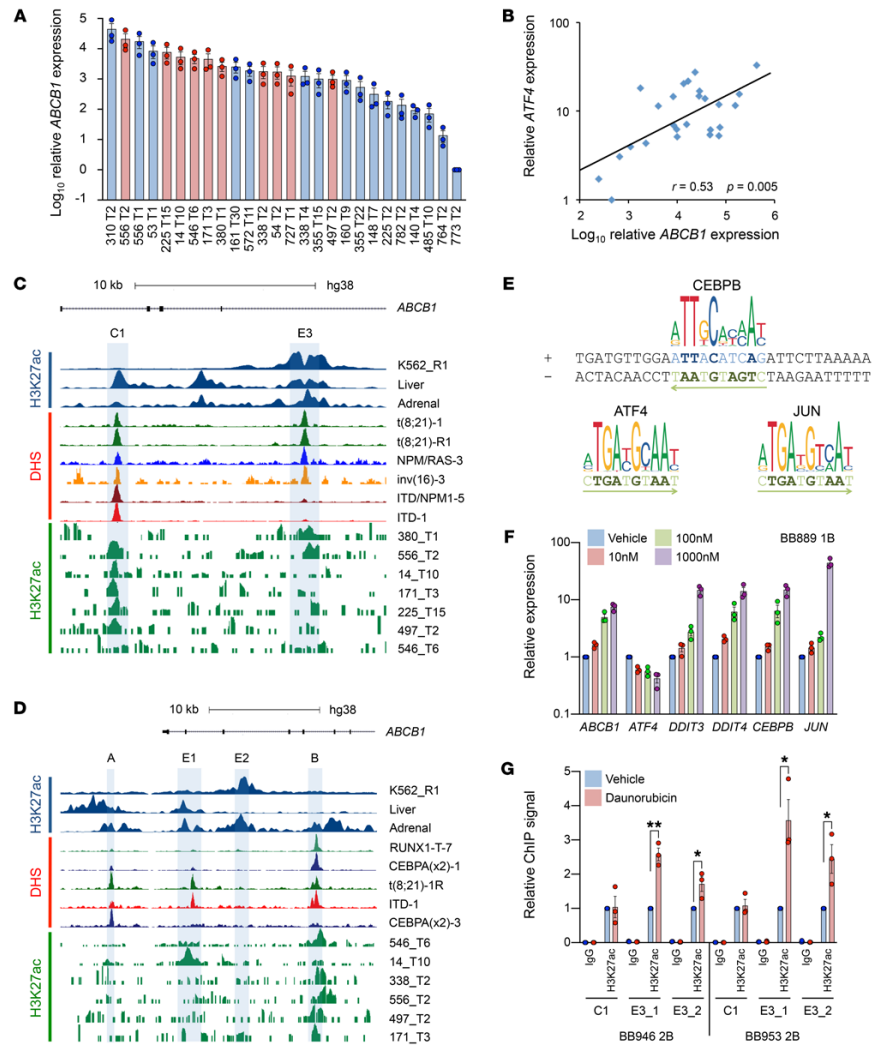 A
Log10 relative ABCB1 expression
5
4
3
2
1
0
-1
310 T2
556 T2
556 T1
53 T1
225 T15
14 T10
546 T6
171 T3
380 T1
161 T30
572 T11
338 T2
54 T2
727 T1
338 T4
355 T15
497 T2
160 T9
355 T22
148 T7
225 T2
782 T2
140 T4
485 T10
764 T2
773 T2
B
Relative ATF4 expression
100
10
1
r = 0.53 p = 0.005
2 3 4 5 6
Log10 relative ABCB1 expression
C
10 kb hg38
ABCB1
C1 E3
H3K27ac
K562_R1
Liver
Adrenal
DHS
t(8;21)-1
t(8;21)-R1
NPM/RAS-3
inv(16)-3
ITD/NPM1-5
ITD-1
H3K27ac
380_T1
556_T2
14_T10
171_T3
225_T15
497_T2
546_T6
D
10 kb hg38
ABCB1
A E1 E2 B
H3K27ac
K562_R1
Liver
Adrenal
DHS
RUNX1-T-7
CEBPA(x2)-1
t(8;21)-1R
ITD-1
CEBPA(x2)-3
H3K27ac
546_T6
14_T10
338_T2
556_T2
497_T2
171_T3
E
CEBPB
+ TGATGTTGGAATTACATCAGATTCTTAAAAA
− ACTACAACCTTAATGTAGTCTAAGAATTTTT
ATF4 JUN
CTGATGTAAT CTGATGTAAT
F
BB889 1B
Vehicle 100nM
10nM 1000nM
Relative expression
100
10
1
0.1
ABCB1 ATF4 DDIT3 DDIT4 CEBPB JUN
G
Vehicle
Daunorubicin
Relative ChIP signal
5
4
3
2
1
0
** * * *
IgG H3K27ac IgG H3K27ac IgG H3K27ac IgG H3K27ac IgG H3K27ac IgG H3K27ac
C1 E3_1 E3_2 C1 E3_1 E3_2
BB946 2B BB953 2B